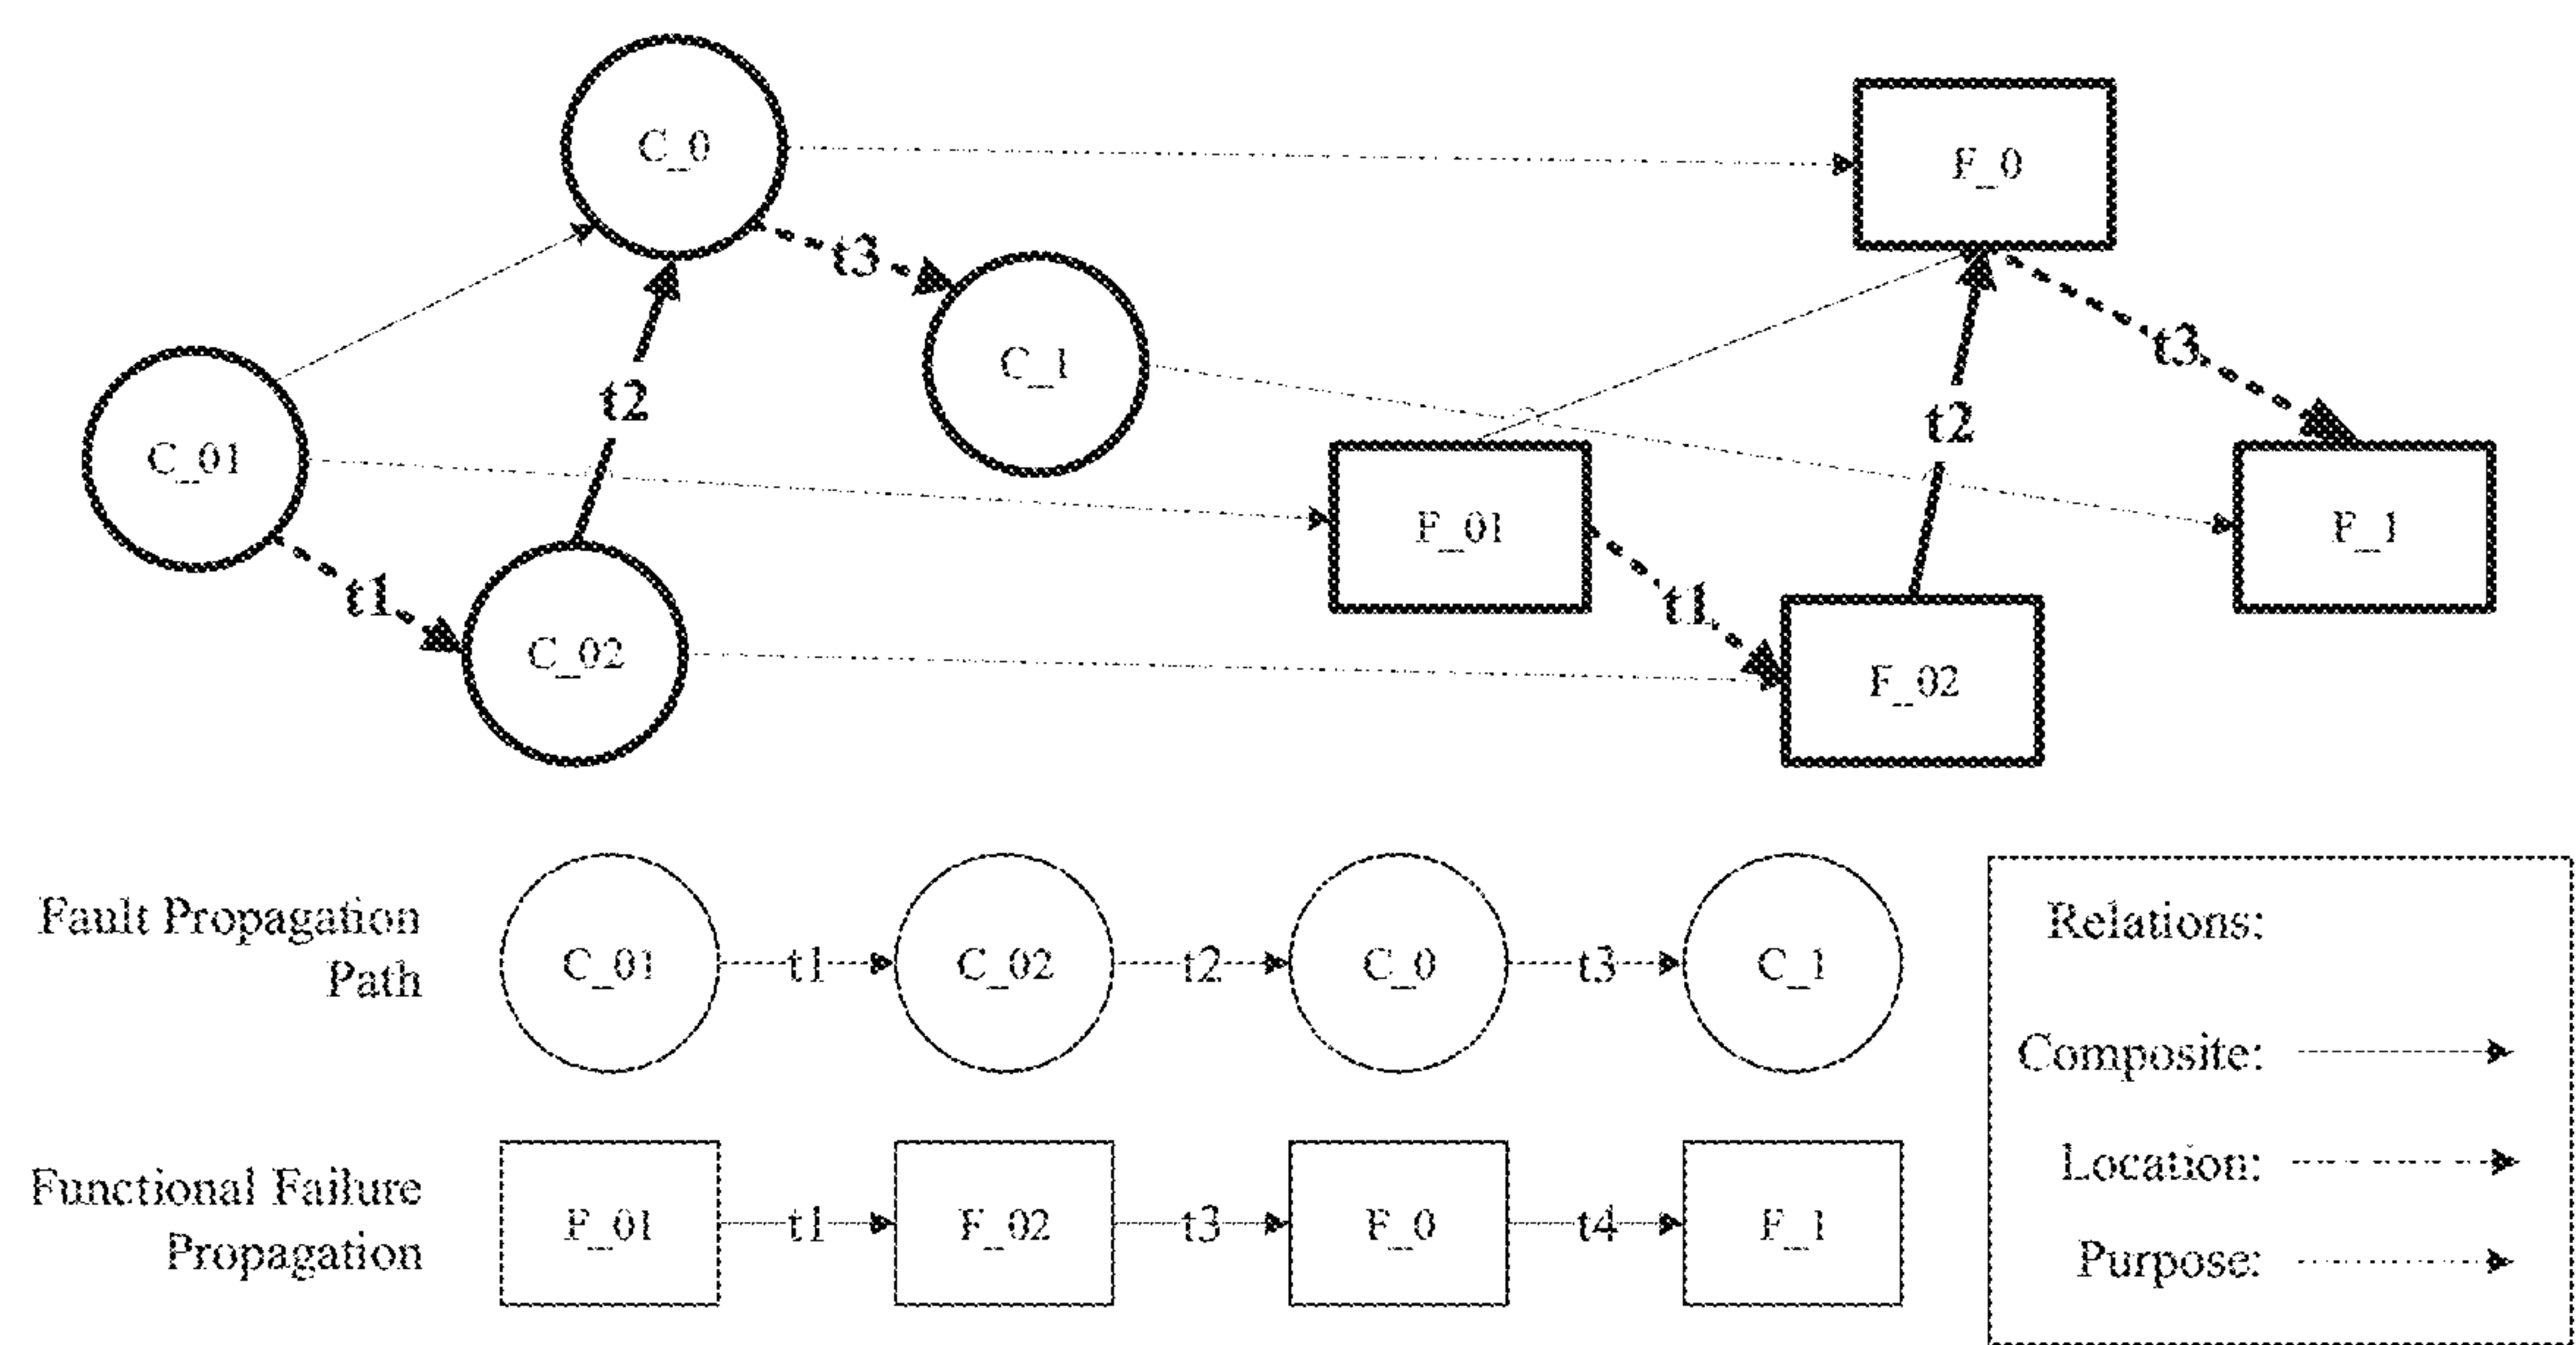 C_0
F_0
t3
C_1
t3
t2
t2
C_01
F_01
F_1
t1
t1
C_02
F_02
Fault Propagation
Path
C_01
t1
C_02
t2
C_0
t3
C_1
Functional Failure
Propagation
F_01
t1
F_02
t3
F_0
t4
F_1
Relations:
Composite:
Location:
Purpose: